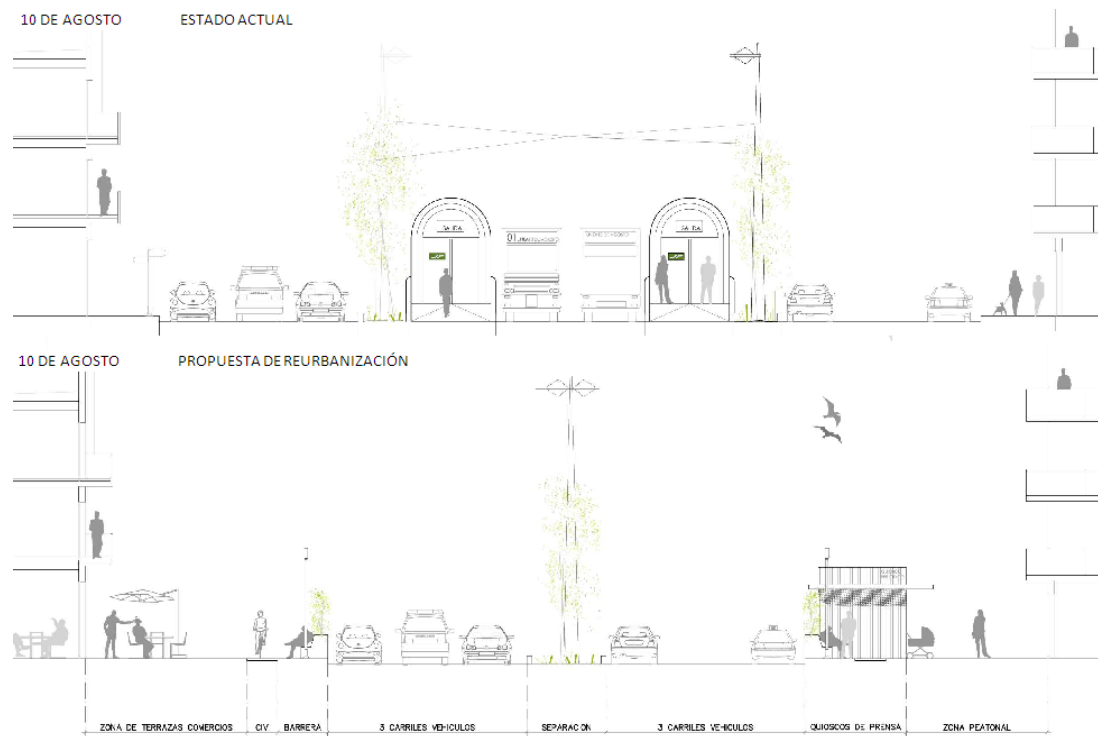 10 DE AGOSTO ESTADO ACTUAL
SALIDA
SALIDA
01
10 DE AGOSTO PROPUESTA DE REURBANIZACIÓN
ZONA DE TERRAZAS COMERCIOS CIV BARRERA 3 CARRILES VEHICULOS SEPARACION 3 CARRILES VEHICULOS QUIOSCOS DE PRENSA ZONA PEATONAL